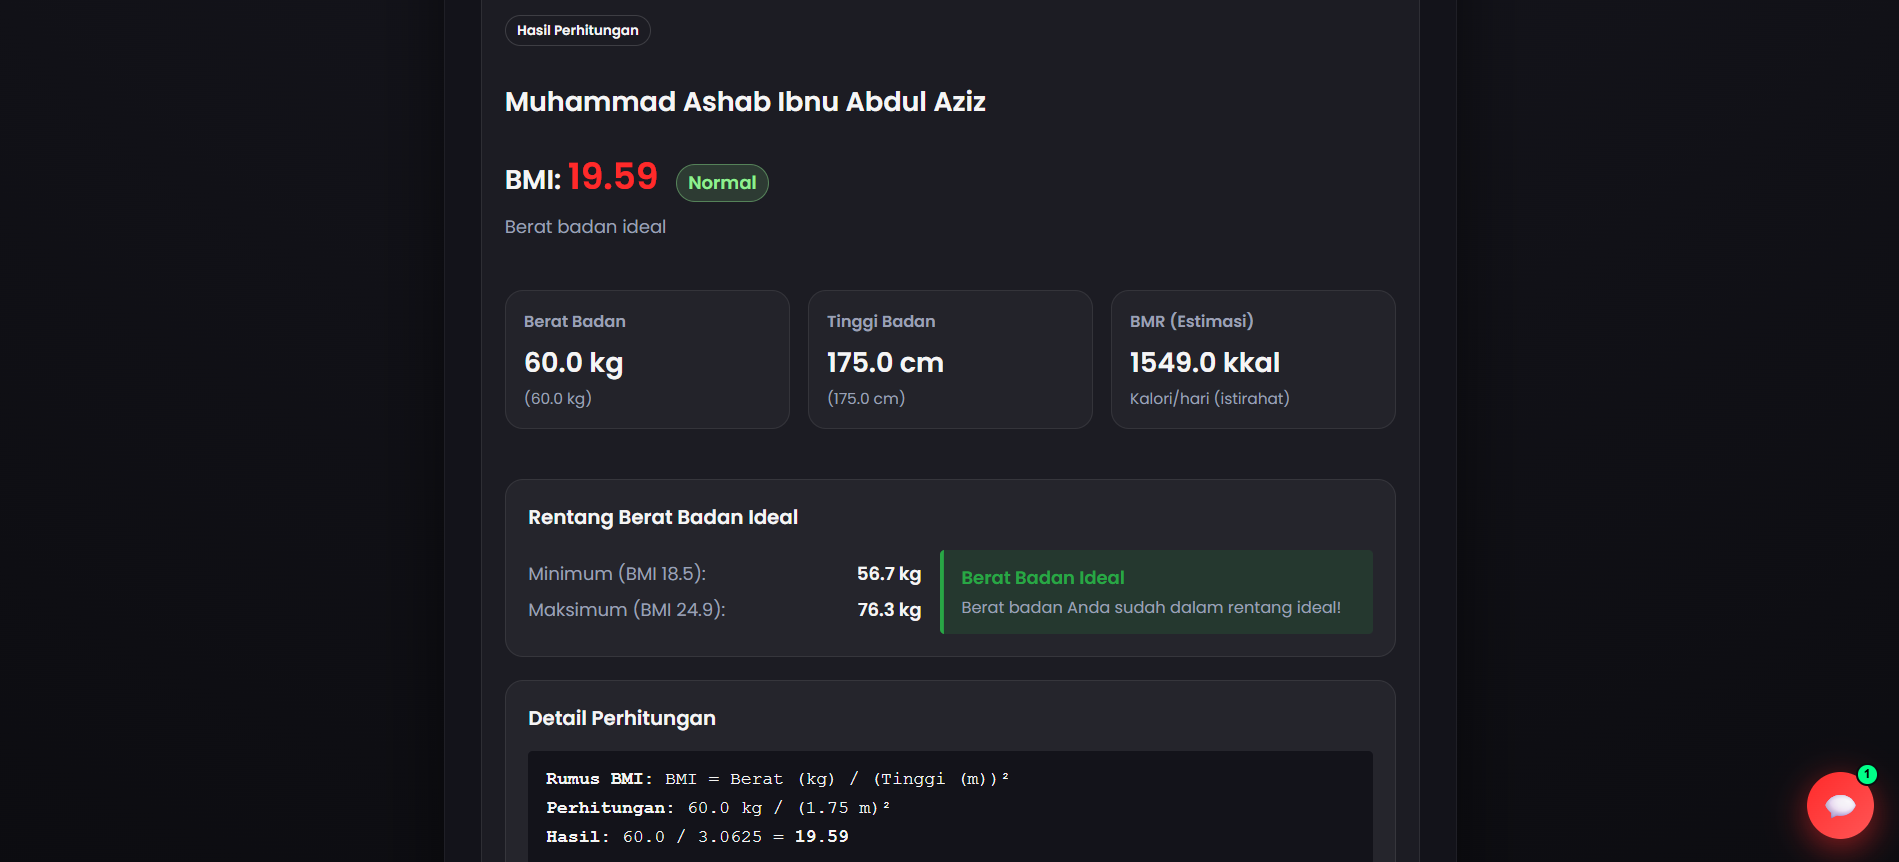 Hasil Perhitungan
Muhammad Ashab Ibnu Abdul Aziz
BMI: 19.59 Normal
Berat badan ideal
Berat Badan
60.0 kg
(60.0 kg)
Tinggi Badan
175.0 cm
(175.0 cm)
BMR (Estimasi)
1549.0 kkal
Kalori/hari (istirahat)
Rentang Berat Badan Ideal
Minimum (BMI 18.5): 56.7 kg
Maksimum (BMI 24.9): 76.3 kg
Berat Badan Ideal
Berat badan Anda sudah dalam rentang ideal!
Detail Perhitungan
Rumus BMI: BMI = Berat (kg) / (Tinggi (m))²
Perhitungan: 60.0 kg / (1.75 m)²
Hasil: 60.0 / 3.0625 = 19.59
1